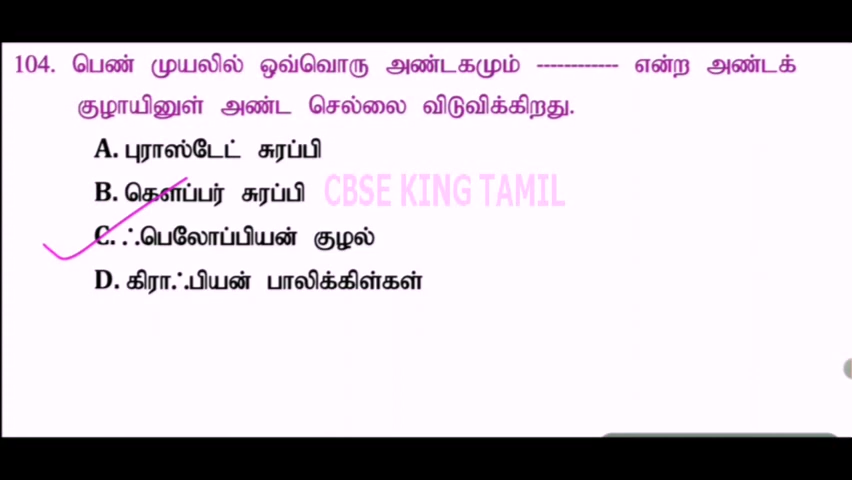 104. பெண் முயலில் ஒவ்வொரு அண்டகமும் ------------ என்ற அண்டக்
குழாயினுள் அண்ட செல்லை விடுவிக்கிறது.
A. புராஸ்டேட் சுரப்பி
B. கௌப்பர் சுரப்பி CBSE KING TAMIL
C. ஃபெலோப்பியன் குழல்
D. கிராஃபியன் பாலிக்கிள்கள்